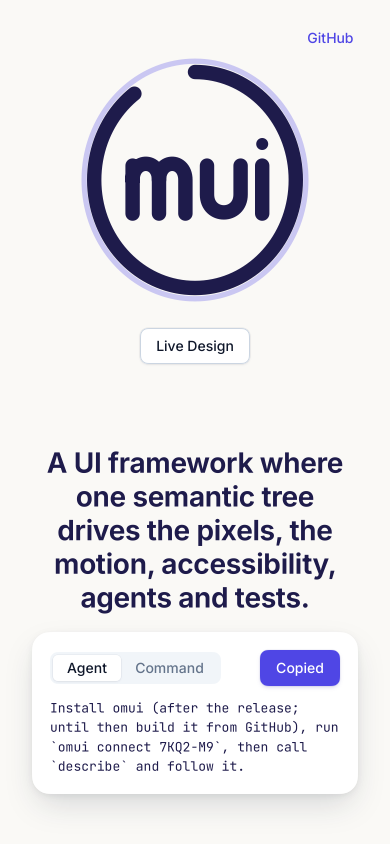 GitHub
mui
Live Design
A UI framework where
one semantic tree
drives the pixels, the
motion, accessibility,
agents and tests.
Agent
Command
Copied
Install omui (after the release;
until then build it from GitHub), run
`omui connect 7KQ2-M9`, then call
`describe` and follow it.